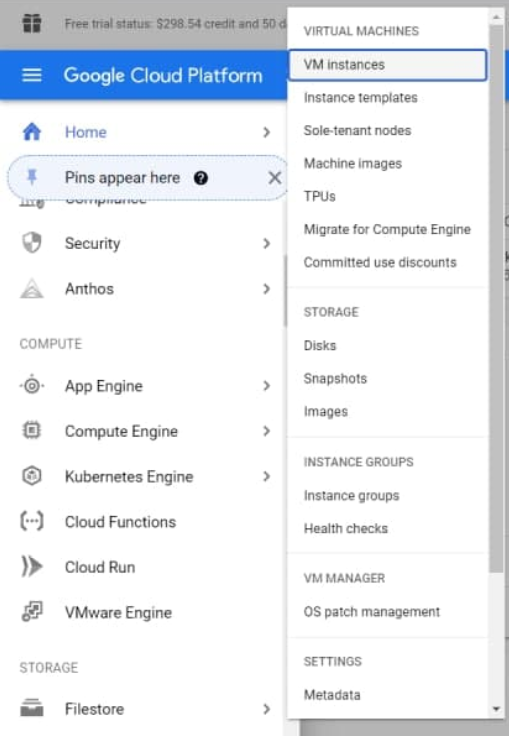 Free trial status: $298.54 credit and 50 d
Google Cloud Platform
Home
Pins appear here
Compliance
Security
Anthos
COMPUTE
App Engine
Compute Engine
Kubernetes Engine
Cloud Functions
Cloud Run
VMware Engine
STORAGE
Filestore
VIRTUAL MACHINES
VM instances
Instance templates
Sole-tenant nodes
Machine images
TPUs
Migrate for Compute Engine
Committed use discounts
STORAGE
Disks
Snapshots
Images
INSTANCE GROUPS
Instance groups
Health checks
VM MANAGER
OS patch management
SETTINGS
Metadata